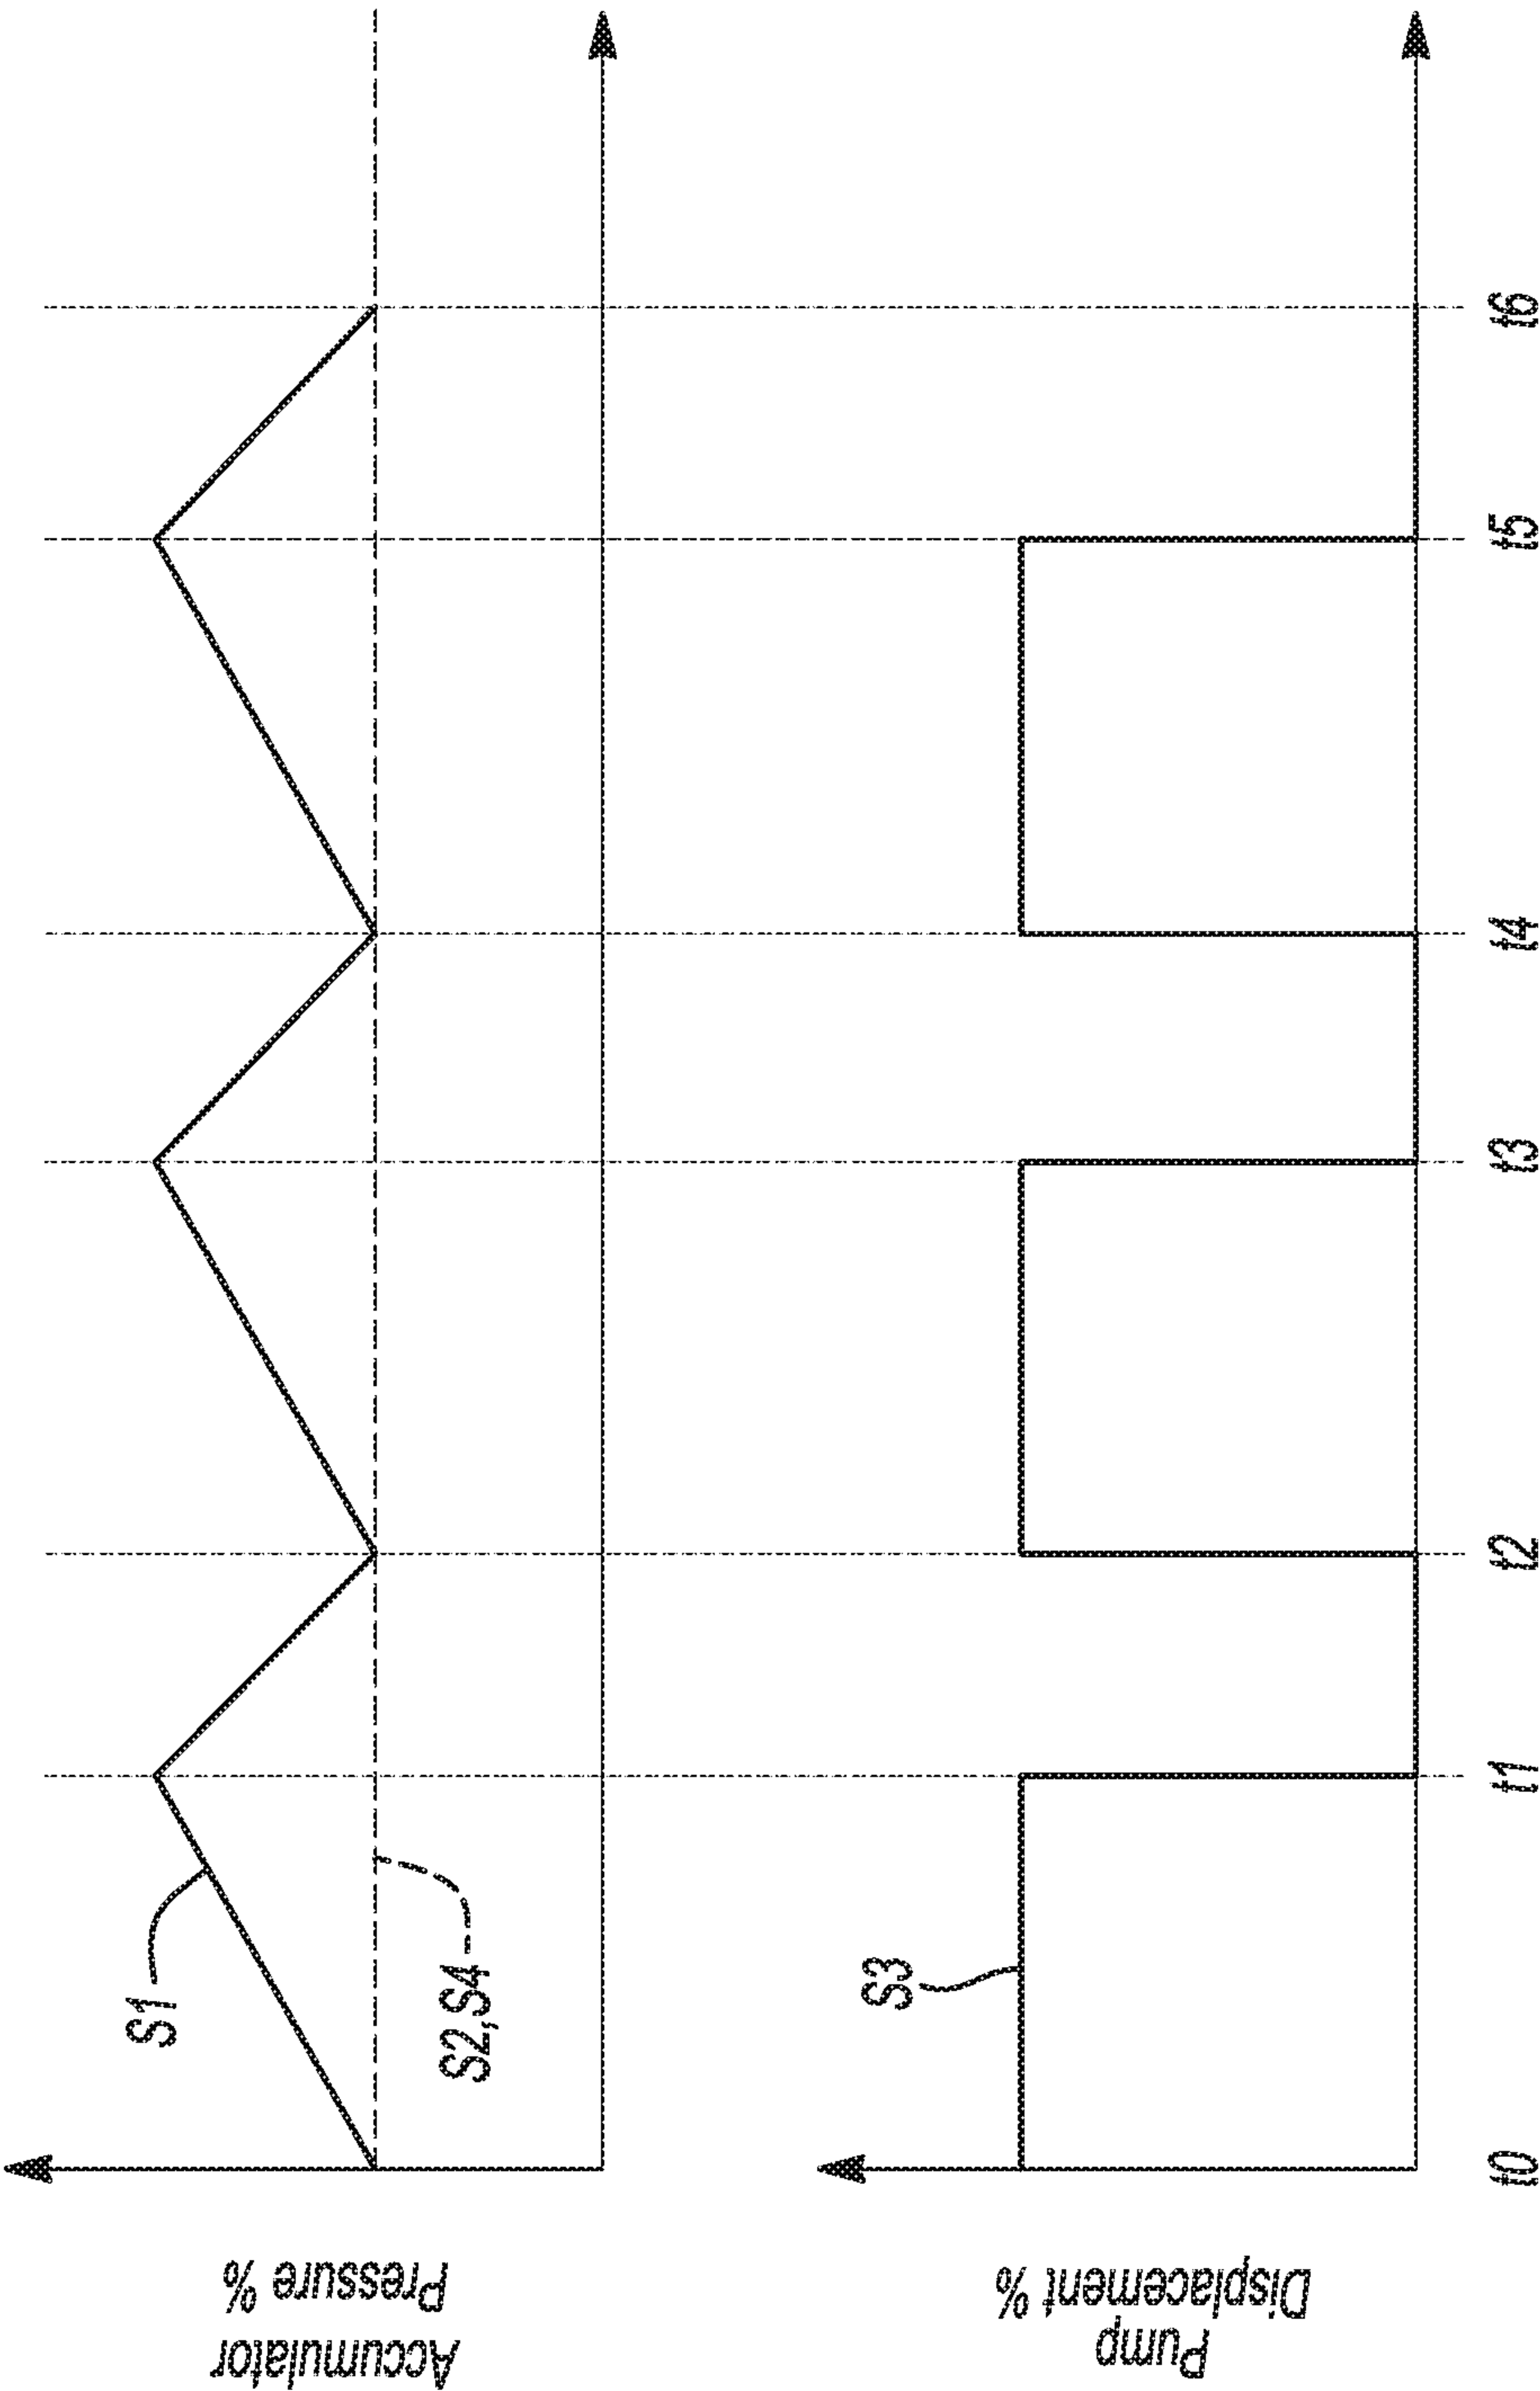 Accumulator
Pressure %
S1
S2,S4
Pump
Displacement %
S3
t0
t1
t2
t3
t4
t5
t6